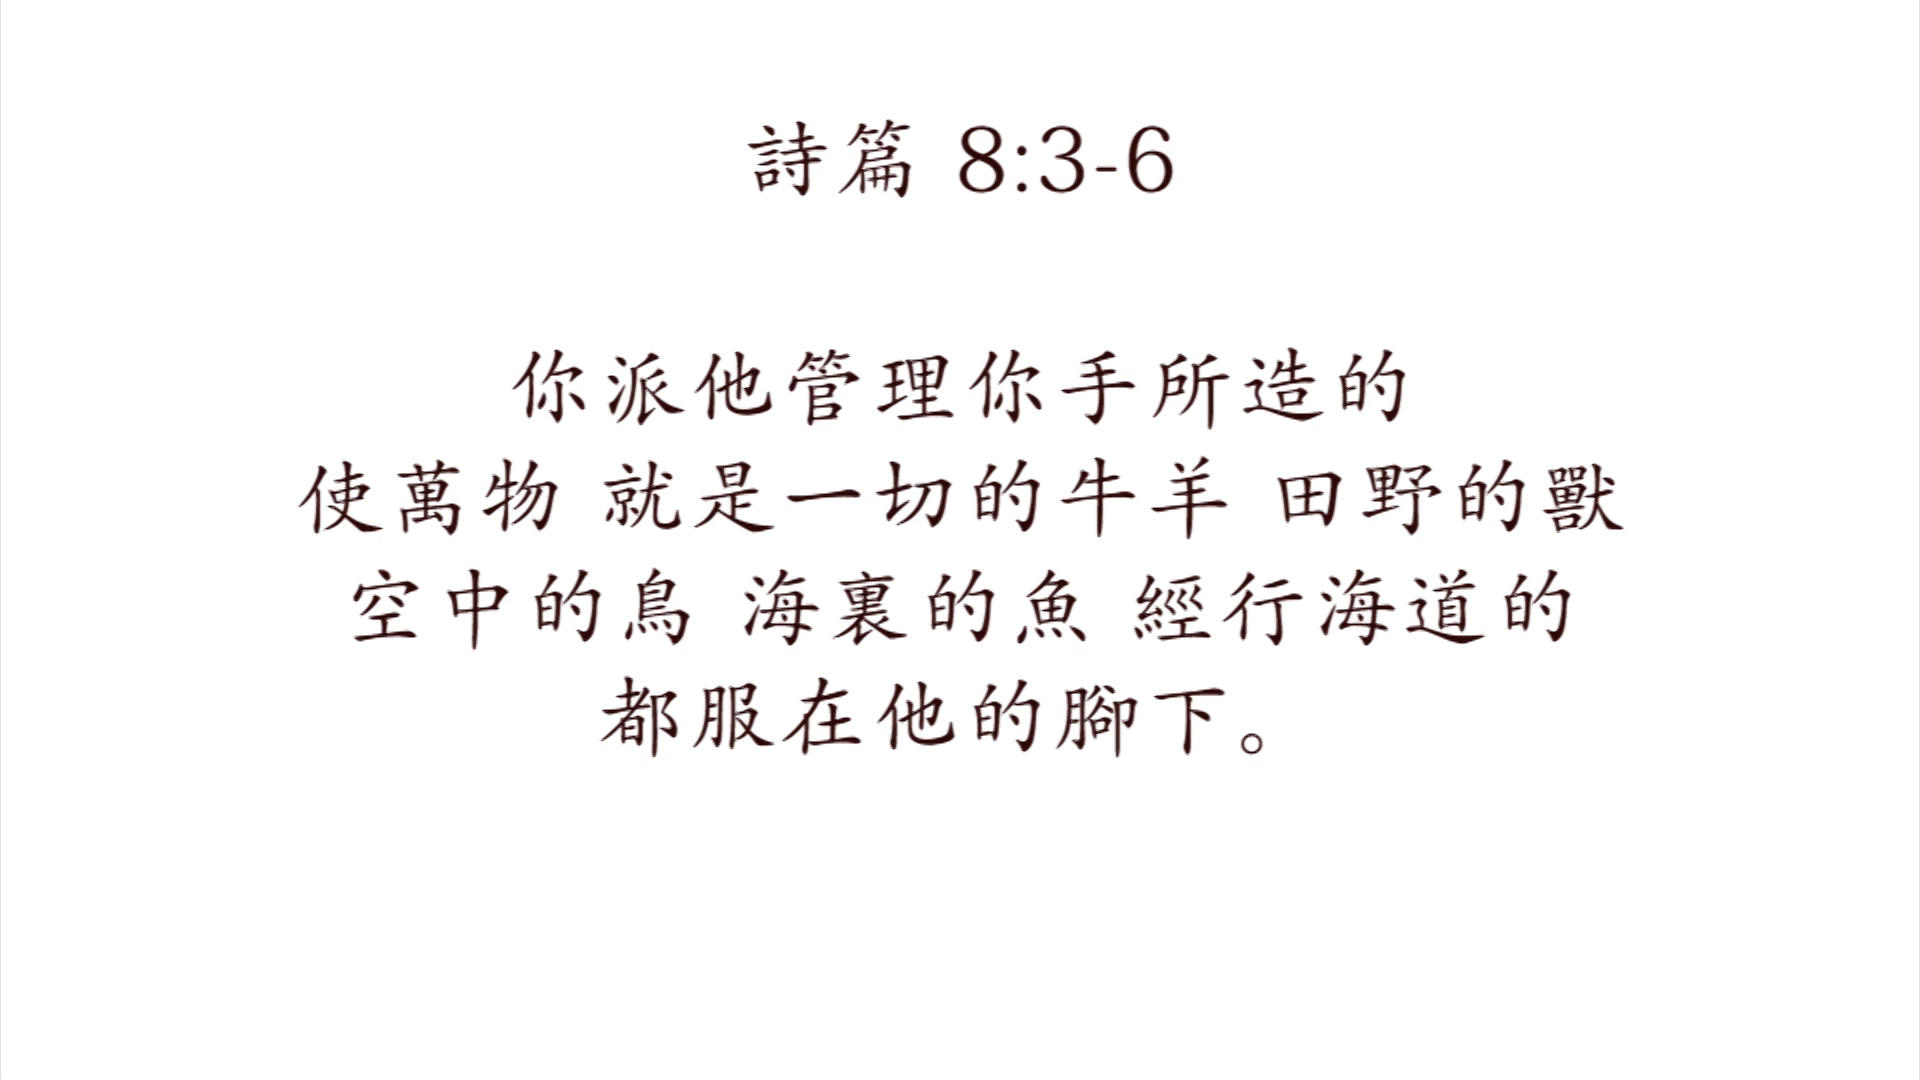 詩篇 8:3-6
你派他管理你手所造的
使萬物 就是一切的牛羊 田野的獸
空中的鳥 海裏的魚 經行海道的
都服在他的腳下。